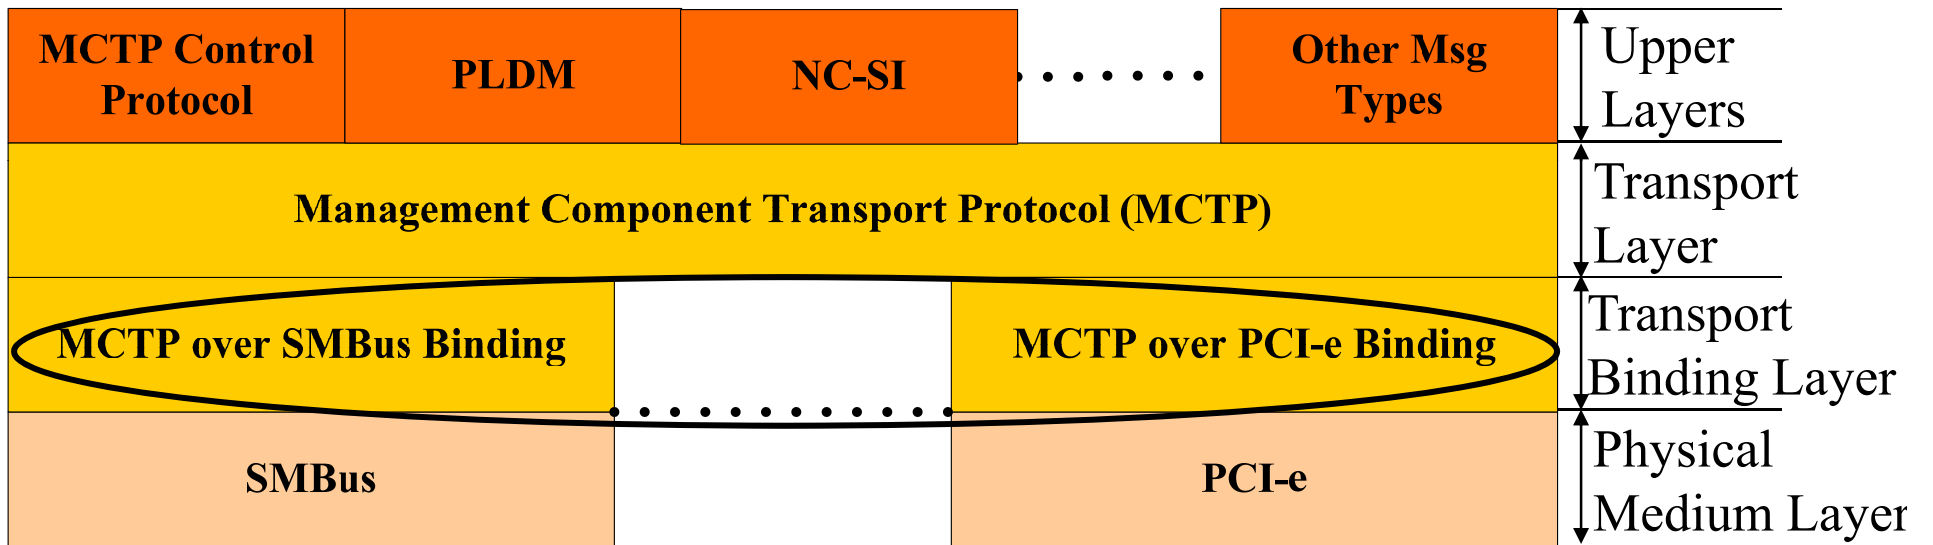 MCTP Control
Protocol
PLDM
NC-SI
Other Msg
Types
Upper
Layers
Management Component Transport Protocol (MCTP)
Transport
Layer
MCTP over SMBus Binding
MCTP over PCI-e Binding
Transport
Binding Layer
SMBus
PCI-e
Physical
Medium Layer